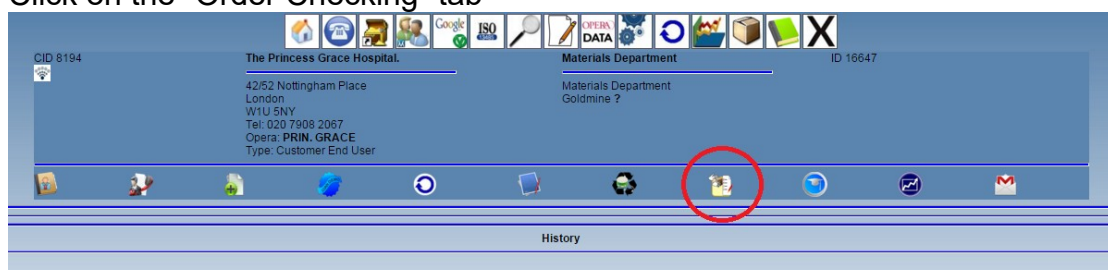 Click on the "Order Checking" tab
Google
ISO
OPERA
DATA
CID 8194
The Princess Grace Hospital.
Materials Department
ID 16647
42/52 Nottingham Place
London
W1U 5NY
Tel: 020 7908 2067
Opera: PRIN. GRACE
Type: Customer End User
Materials Department
Goldmine ?
History